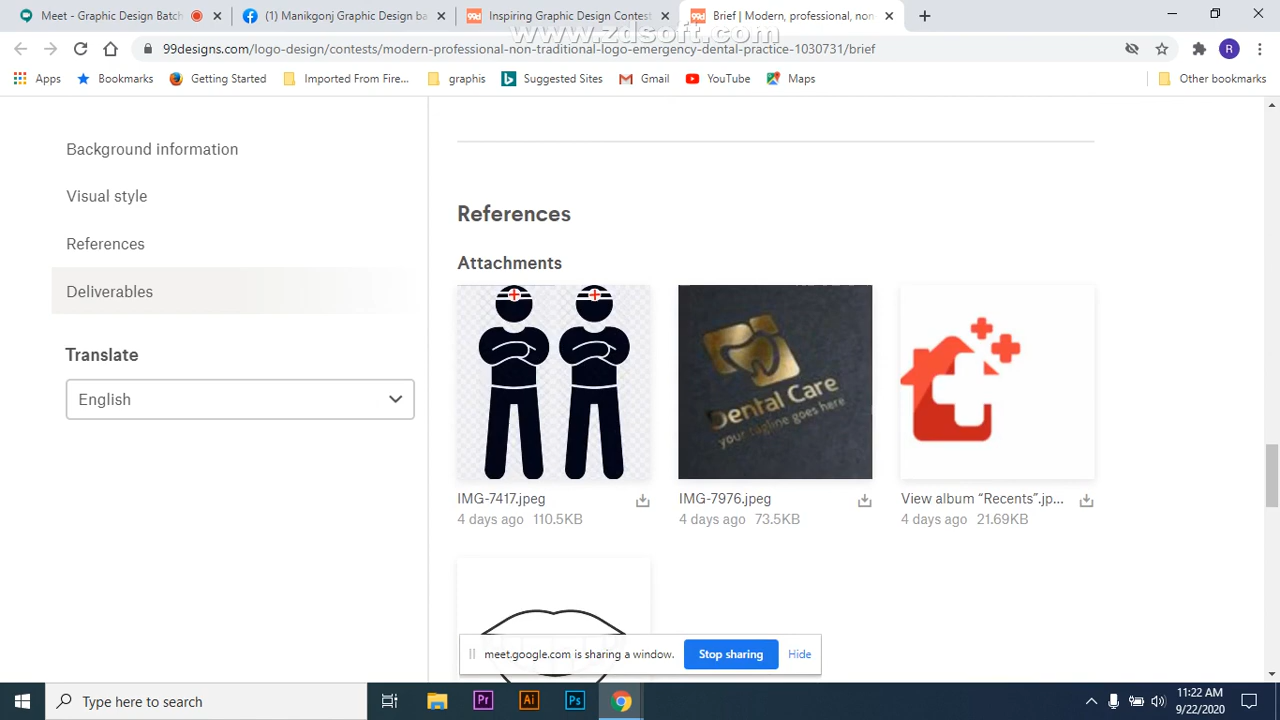 Meet - Graphic Design Batch
(1) Manikgonj Graphic Design b
Inspiring Graphic Design Contest
Brief | Modern, professional, non
www.zdsoft.com
99designs.com/logo-design/contests/modern-professional-non-traditional-logo-emergency-dental-practice-1030731/brief
R
Apps
Bookmarks
Getting Started
Imported From Fire...
graphis
Suggested Sites
Gmail
YouTube
Maps
Other bookmarks
Background information
Visual style
References
Deliverables
Translate
English
References
Attachments
Dental Care
your tagline goes here
IMG-7417.jpeg
4 days ago 110.5KB
IMG-7976.jpeg
4 days ago 73.5KB
View album “Recents”.jp...
4 days ago 21.69KB
meet.google.com is sharing a window.
Stop sharing
Hide
Type here to search
Pr
Ai
Ps
11:22 AM
9/22/2020